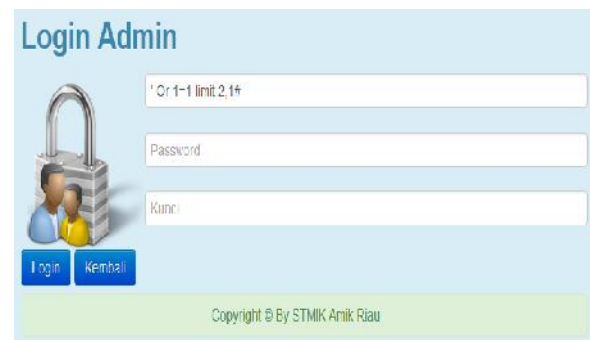 Login Admin
' Or 1=1 limit 2,1#
Password
Kunci
Login Kembali
Copyright © By STMIK Amik Riau